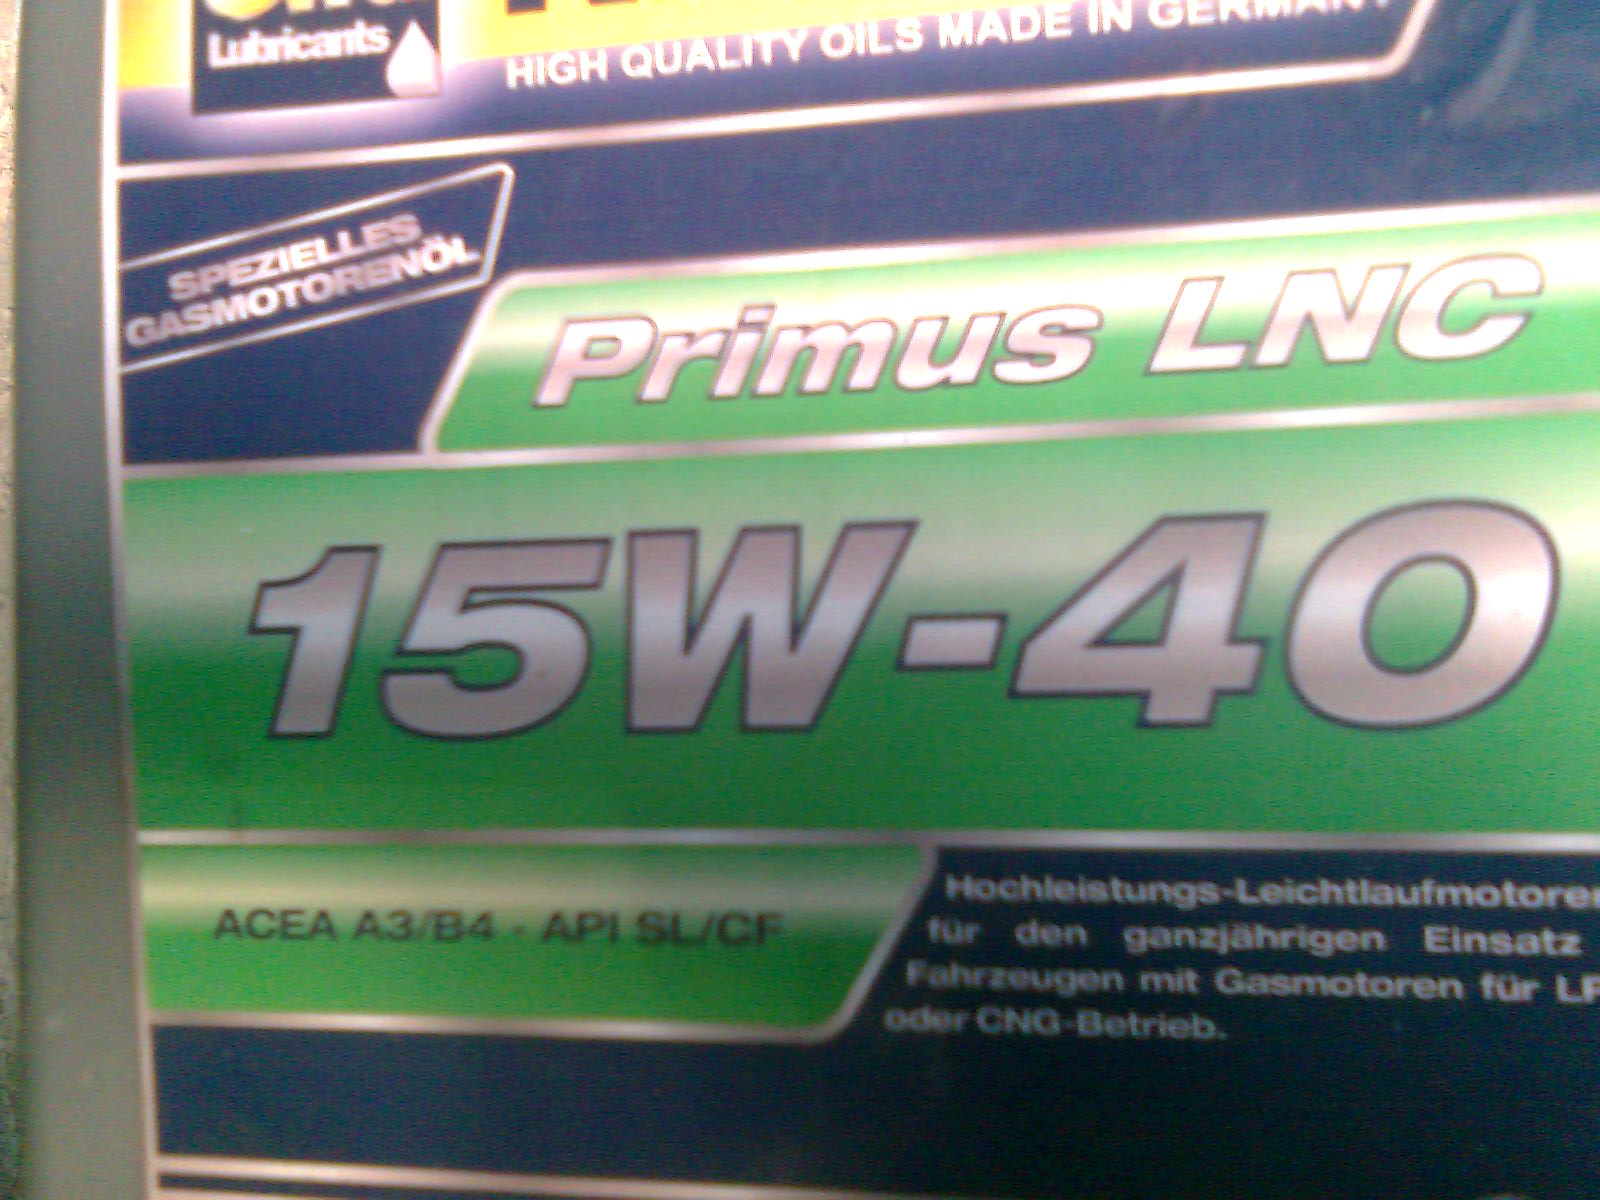 Lubricants
HIGH QUALITY OILS MADE IN GERMANY
SPEZIELLES
GASMOTORENÖL
Primus LNC
15W-40
ACEA A3/B4 - API SL/CF
Hochleistungs-Leichtlaufmotoren
für den ganzjährigen Einsatz
Fahrzeugen mit Gasmotoren für LP
oder CNG-Betrieb.